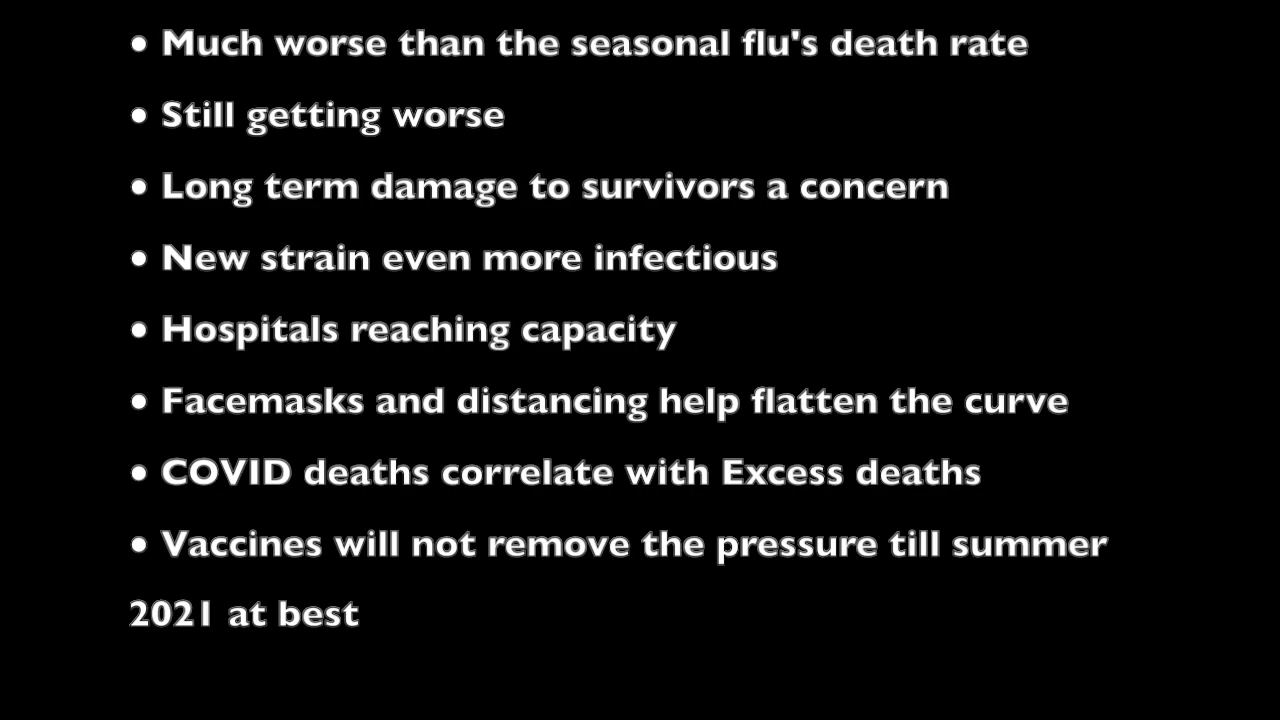 • Much worse than the seasonal flu's death rate
• Still getting worse
• Long term damage to survivors a concern
• New strain even more infectious
• Hospitals reaching capacity
• Facemasks and distancing help flatten the curve
• COVID deaths correlate with Excess deaths
• Vaccines will not remove the pressure till summer
2021 at best